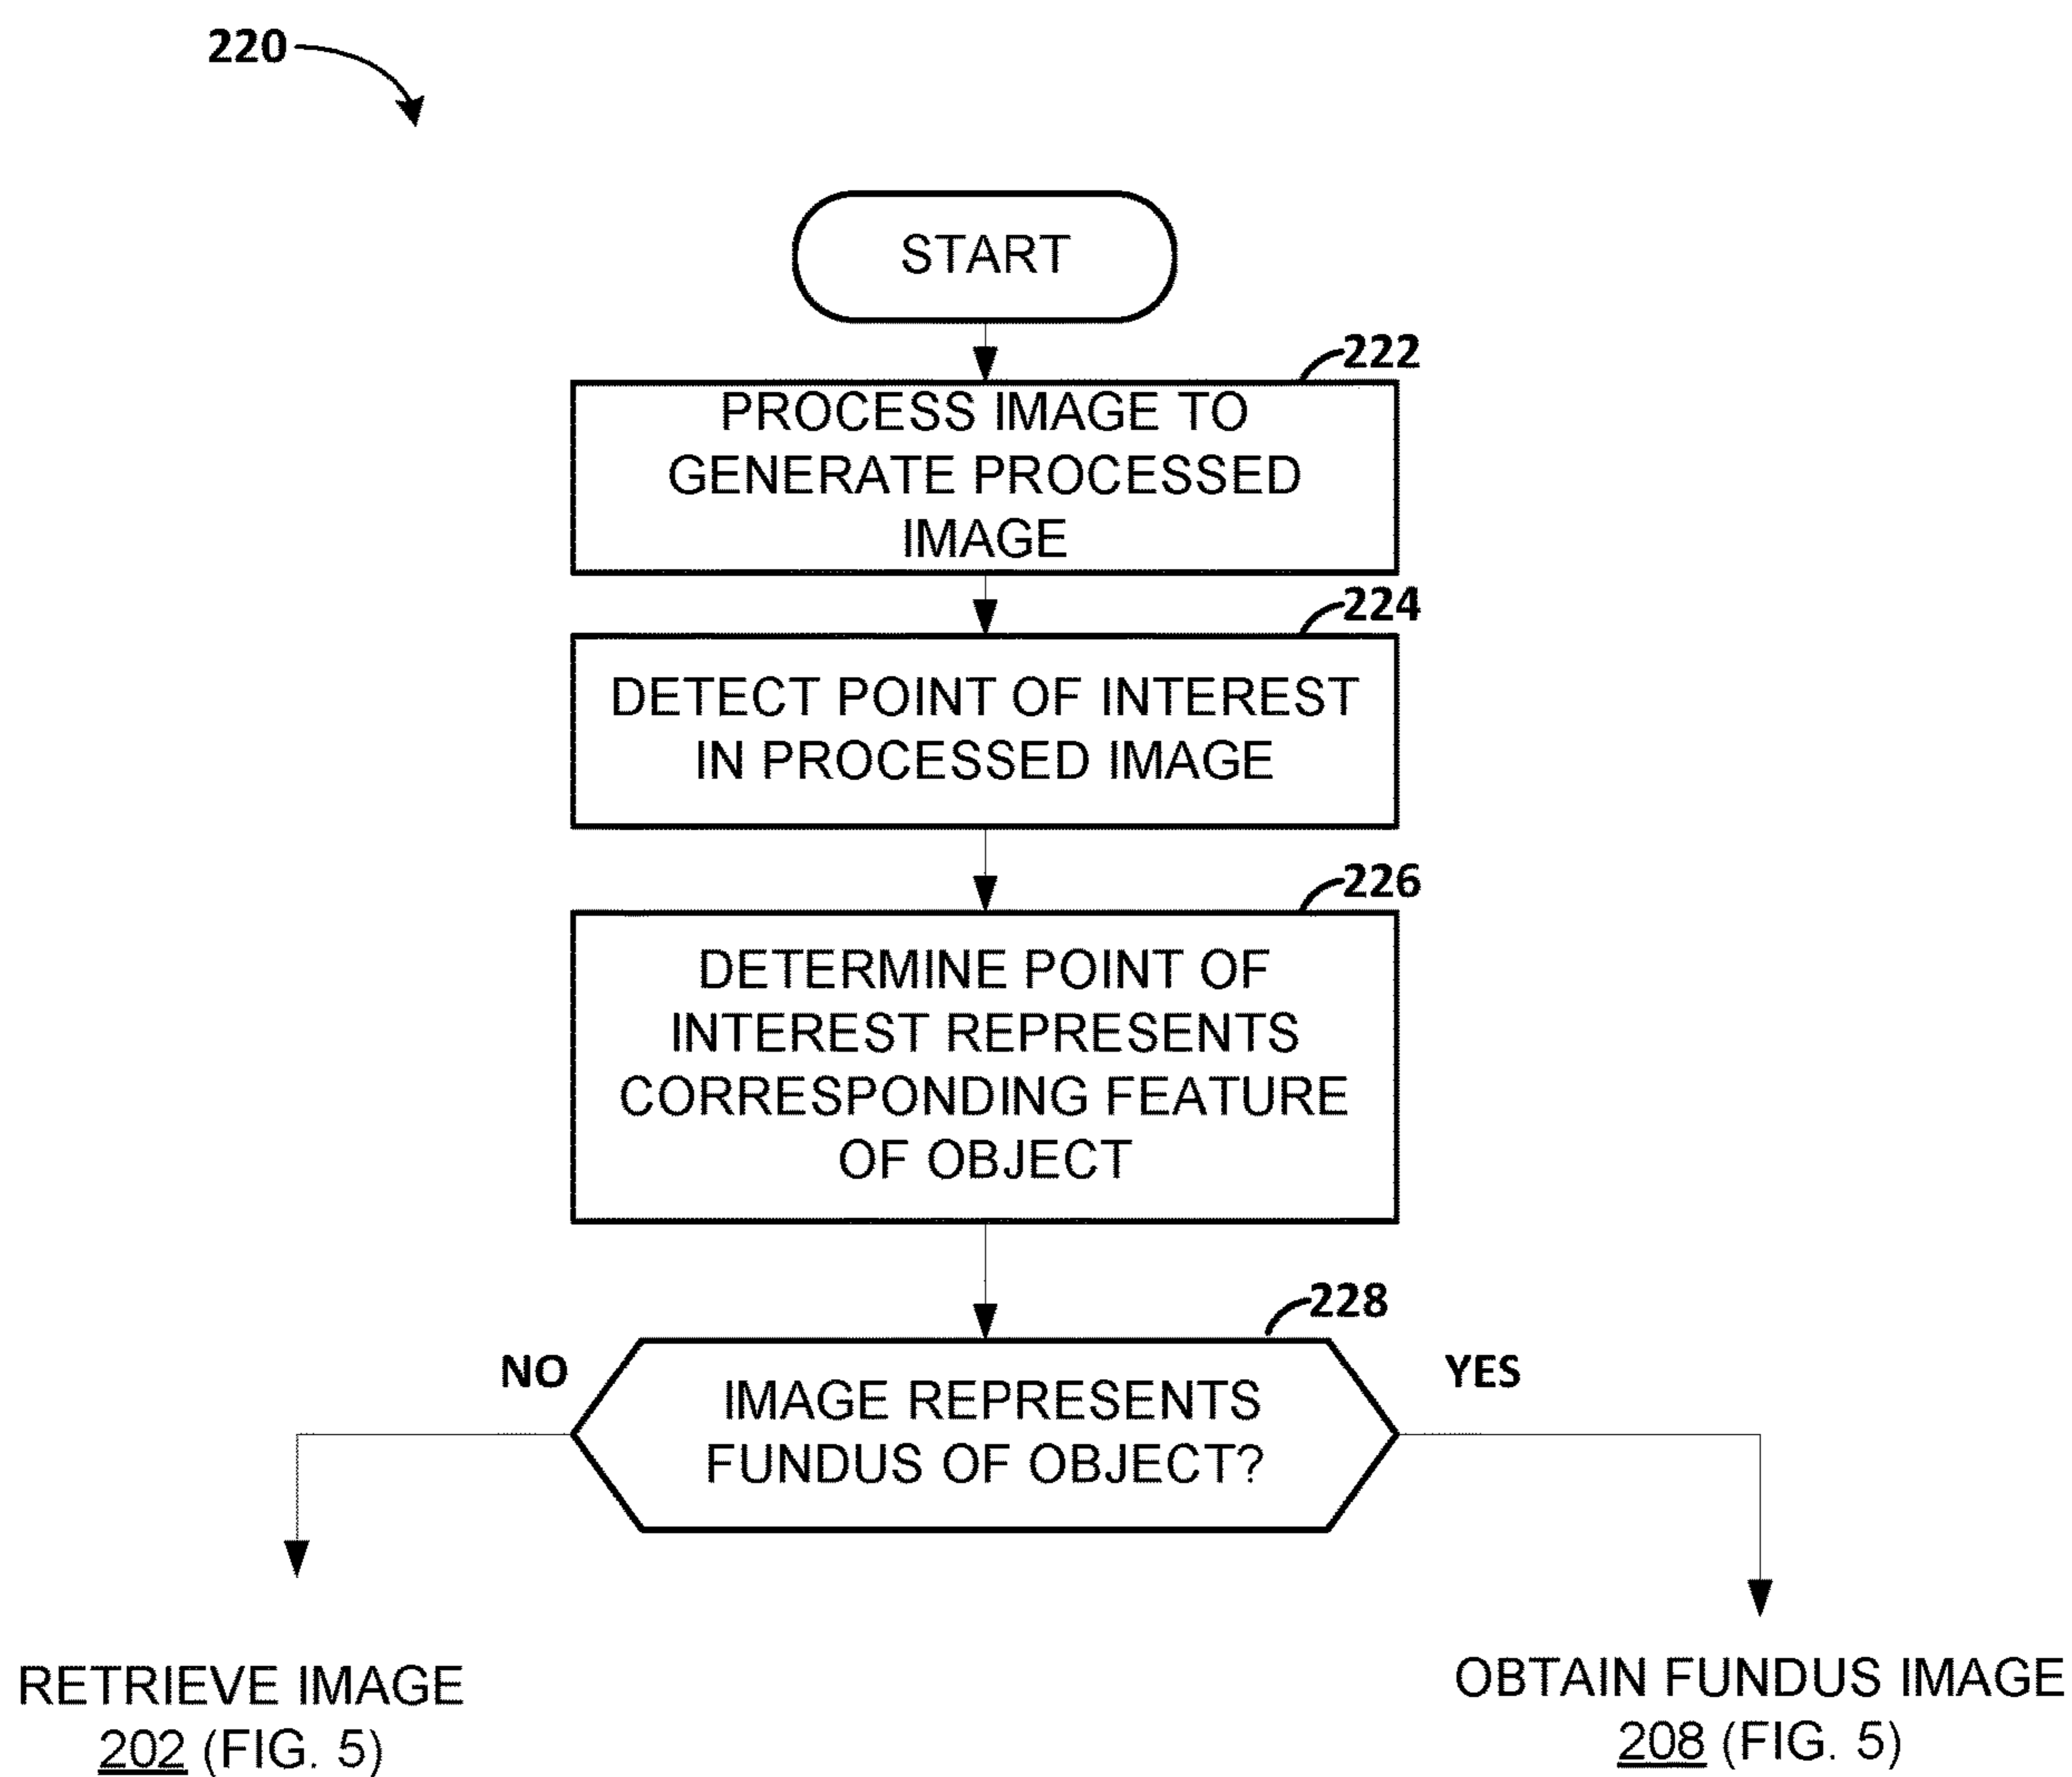 220
START
222
PROCESS IMAGE TO
GENERATE PROCESSED
IMAGE
224
DETECT POINT OF INTEREST
IN PROCESSED IMAGE
226
DETERMINE POINT OF
INTEREST REPRESENTS
CORRESPONDING FEATURE
OF OBJECT
228
NO
YES
IMAGE REPRESENTS
FUNDUS OF OBJECT?
RETRIEVE IMAGE
202 (FIG. 5)
OBTAIN FUNDUS IMAGE
208 (FIG. 5)